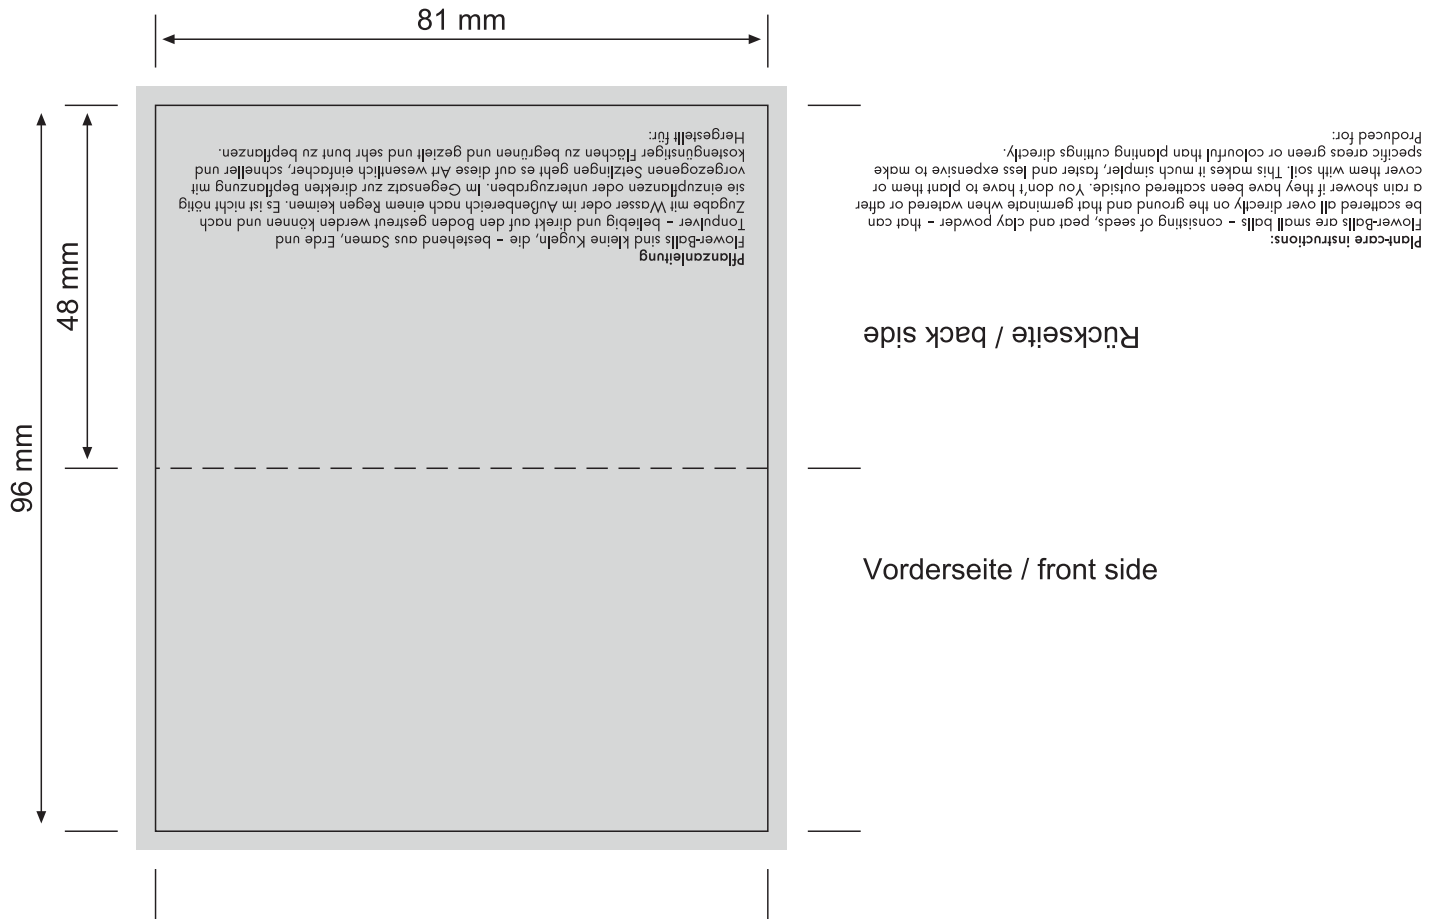 81 mm
96 mm
48 mm
Pflanzanleitung
Flower-Balls sind kleine Kugeln, die – bestehend aus Samen, Erde und
Tonpulver – beliebig und direkt auf den Boden gestreut werden können und nach
Zugabe mit Wasser oder im Außenbereich nach einem Regen keimen. Es ist nicht nötig
sie einzupflanzen oder unterzugraben. Im Gegensatz zur direkten Bepflanzung mit
vorgezogenen Setzlingen geht es auf diese Art wesentlich einfacher, schneller und
kostengünstiger Flächen zu begrünen und gezielt und sehr bunt zu bepflanzen.
Hergestellt für:
Plant-care instructions:
Flower-Balls are small balls – consisting of seeds, peat and clay powder – that can
be scattered all over directly on the ground and that germinate when watered or after
a rain shower if they have been scattered outside. You don't have to plant them or
cover them with soil. This makes it much simpler, faster and less expensive to make
specific areas green or colourful than planting cuttings directly.
Produced for:
Rückseite / back side
Vorderseite / front side